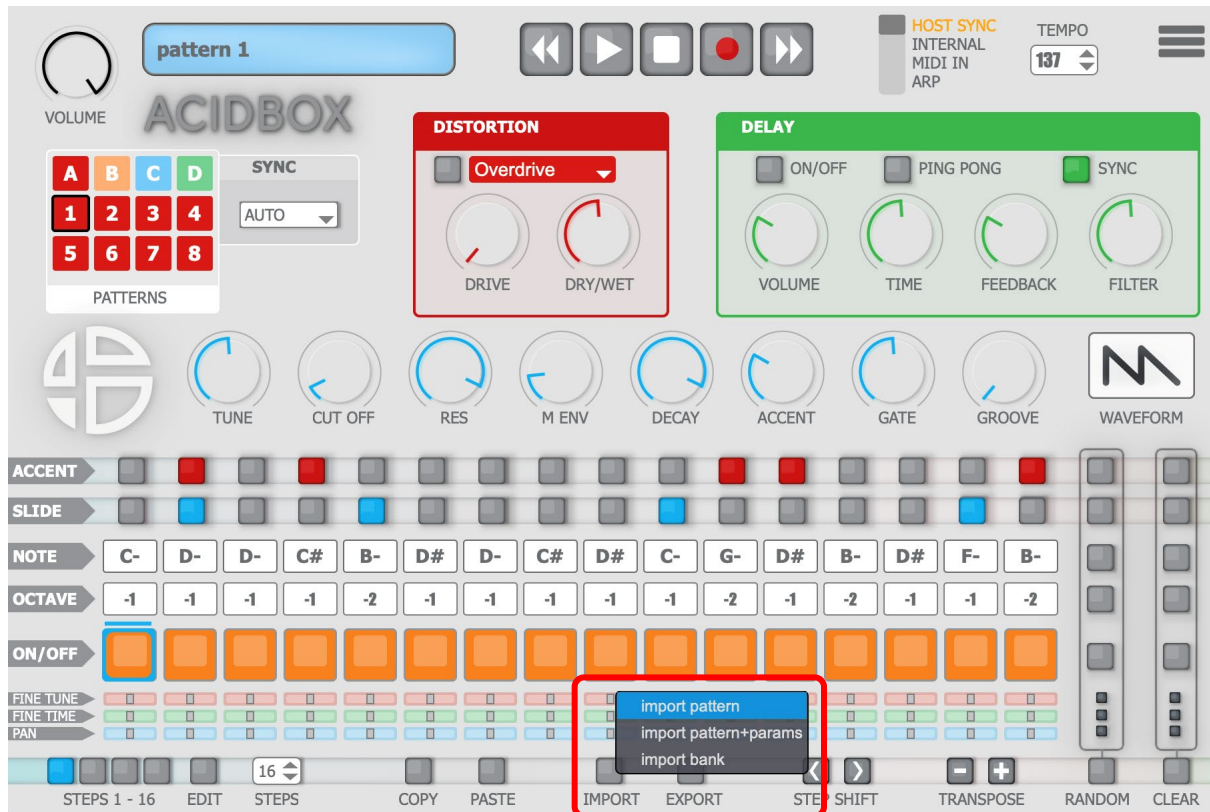 pattern 1
HOST SYNC
INTERNAL
MIDI IN
ARP
TEMPO
137
VOLUME
ACIDBOX
A B C D
1 2 3 4
5 6 7 8
PATTERNS
SYNC
AUTO
DISTORTION
Overdrive
DRIVE DRY/WET
DELAY
ON/OFF PING PONG SYNC
VOLUME TIME FEEDBACK FILTER
TUNE CUT OFF RES M ENV DECAY ACCENT GATE GROOVE WAVEFORM
ACCENT
SLIDE
NOTE C- D- D- C# B- D# D- C# D# C- G- D# B- D# F- B-
OCTAVE -1 -1 -1 -1 -2 -1 -1 -1 -1 -1 -2 -1 -2 -1 -1 -2
ON/OFF
FINE TUNE
FINE TIME
PAN
import pattern
import pattern+params
import bank
16
STEPS 1 - 16 EDIT STEPS COPY PASTE IMPORT EXPORT STEP SHIFT TRANSPOSE RANDOM CLEAR